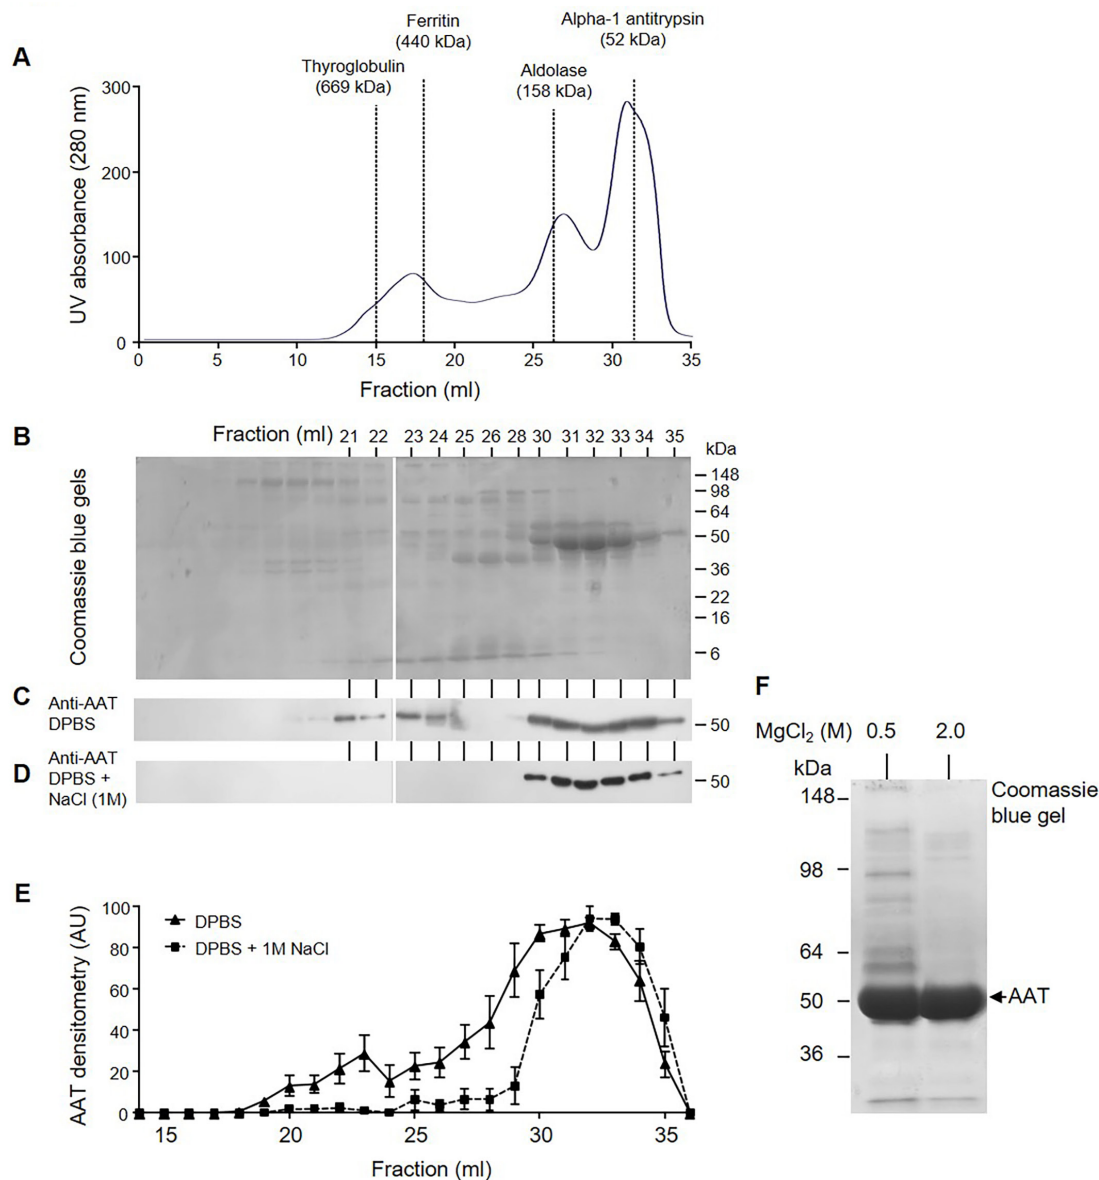 A
Ferritin
(440 kDa)
Alpha-1 antitrypsin
(52 kDa)
Thyroglobulin
(669 kDa)
Aldolase
(158 kDa)
UV absorbance (280 nm)
300
200
100
0
0 5 10 15 20 25 30 35
Fraction (ml)
B
Fraction (ml) 21 22 23 24 25 26 28 30 31 32 33 34 35
kDa
Coomassie blue gels
148
98
64
50
36
22
16
6
C
Anti-AAT
DPBS
50
D
Anti-AAT
DPBS +
NaCl (1M)
50
E
AAT densitometry (AU)
100
80
60
40
20
0
DPBS
DPBS + 1M NaCl
15 20 25 30 35
Fraction (ml)
F
MgCl₂ (M) 0.5 2.0
kDa
148
98
64
50
36
Coomassie
blue gel
AAT